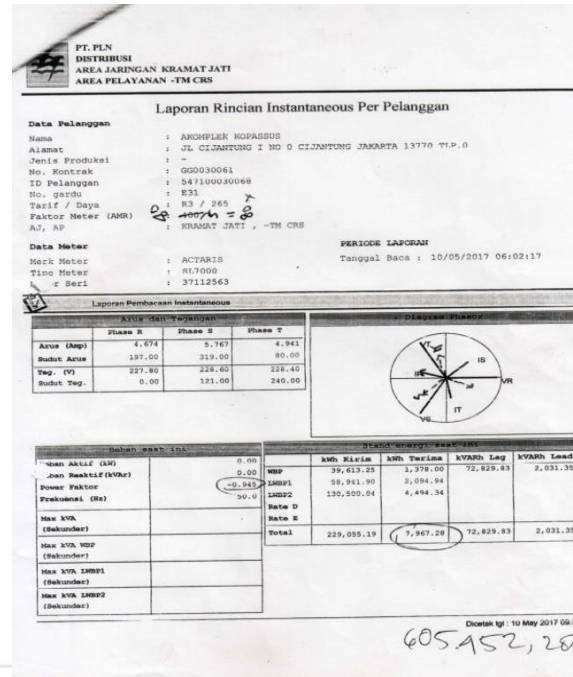 PT. PLN
DISTRIBUSI
AREA JARINGAN KRAMAT JATI
AREA PELAYANAN -TM CRS
Laporan Rincian Instantaneous Per Pelanggan
Data Pelanggan
Nama : AKOMPLEK KOPASSUS
Alamat : JL CIJANTUNG I NO 0 CIJANTUNG JAKARTA 13770 TLP.0
Jenis Produksi : -
No. Kontrak : GG0030061
ID Pelanggan : 547100030068
No. gardu : E31
Tarif / Daya : R3 / 265
Faktor Meter (AMR) :
AJ, AP : KRAMAT JATI , -TM CRS
Data Meter PERIODE LAPORAN
Merk Meter : ACTARIS Tanggal Baca : 10/05/2017 06:02:17
Tipe Meter : SL7000
r Seri : 37112563
Laporan Pembacaan Instantaneous
Arus dan Tegangan
Phase R Phase S Phase T
Arus (Amp) 4.674 5.767 4.941
Sudut Arus 197.00 319.00 80.00
Teg. (V) 227.80 228.60 228.40
Sudut Teg. 0.00 121.00 240.00
Diagram Phasor
VT
IS
IR
VR
IT
VS
Beban saat ini
ban Aktif (kW) 0.00
ban Reaktif(kVAr) 0.00
Power Faktor -0.945
Frekuensi (Hz) 50.0
Max kVA
(Sekunder)
Max kVA WBP
(Sekunder)
Max kVA LWBP1
(Sekunder)
Max kVA LWBP2
(Sekunder)
Stand energi saat ini
kWh Kirim kWh Terima kVARh Lag kVARh Lead
WBP 39,613.25 1,378.00 72,829.83 2,031.35
LWBP1 58,941.90 2,094.94
LWBP2 130,500.04 4,494.34
Rate D
Rate E
Total 229,055.19 7,967.28 72,829.83 2,031.35
Dicetak tgl : 10 May 2017 09:
605.452,28